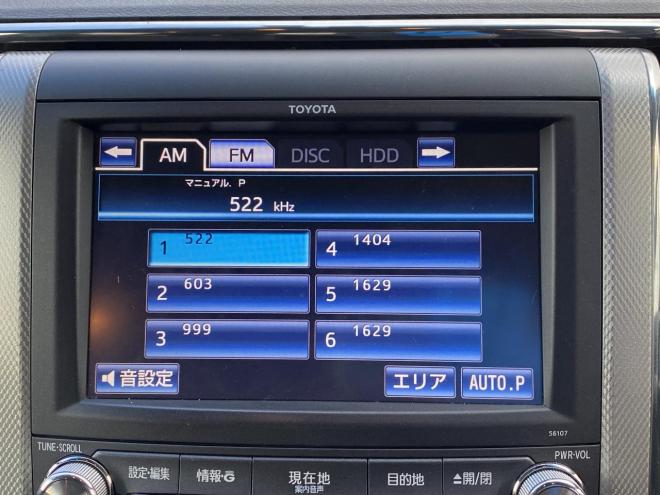 TOYOTA
AM FM DISC HDD
マニュアル. P
522 kHz
1 522
4 1404
2 603
5 1629
3 999
6 1629
音設定
エリア AUTO.P
56107
TUNE•SCROLL
設定•編集 情報•G 現在地 目的地 ⏏開/閉
案内音声
PWR•VOL